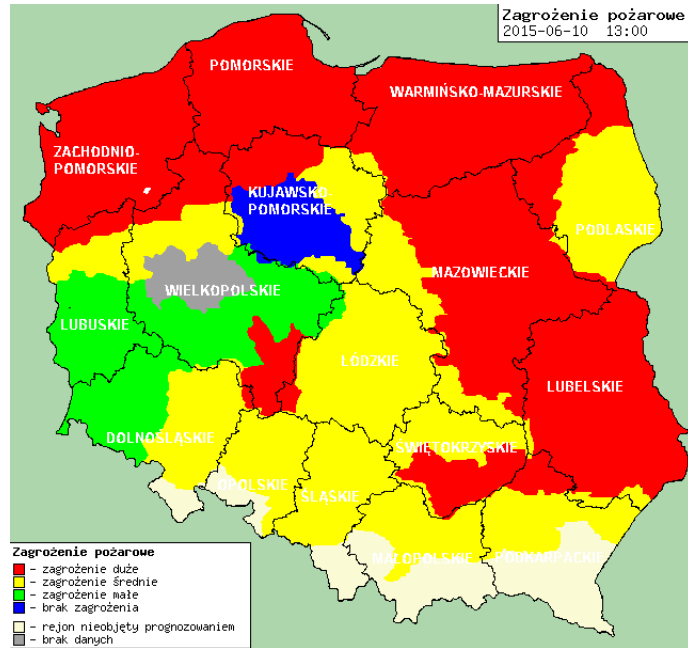 Zagrożenie pożarowe
2015-06-10 13:00
POMORSKIE
WARMIŃSKO-MAZURSKIE
ZACHODNIO-
POMORSKIE
KUJAWSKO-
POMORSKIE
PODLASKIE
MAZOWIECKIE
WIELKOPOLSKIE
LUBUSKIE
ŁÓDZKIE
LUBELSKIE
DOLNOŚLĄSKIE
ŚWIĘTOKRZYSKIE
OPOLSKIE
ŚLĄSKIE
MAŁOPOLSKIE
PODKARPACKIE
Zagrożenie pożarowe
- zagrożenie duże
- zagrożenie średnie
- zagrożenie małe
- brak zagrożenia
- rejon nieobjęty prognozowaniem
- brak danych